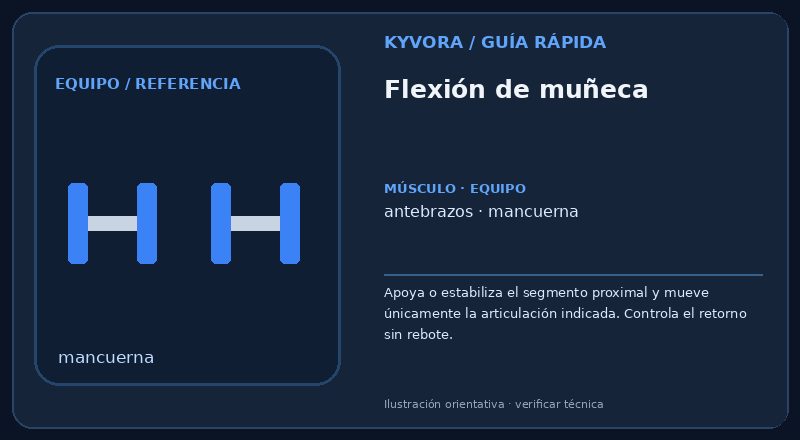 EQUIPO / REFERENCIA
mancuerna
KYVORA / GUÍA RÁPIDA
Flexión de muñeca
MÚSCULO · EQUIPO
antebrazos · mancuerna
Apoya o estabiliza el segmento proximal y mueve
únicamente la articulación indicada. Controla el retorno
sin rebote.
Ilustración orientativa · verificar técnica